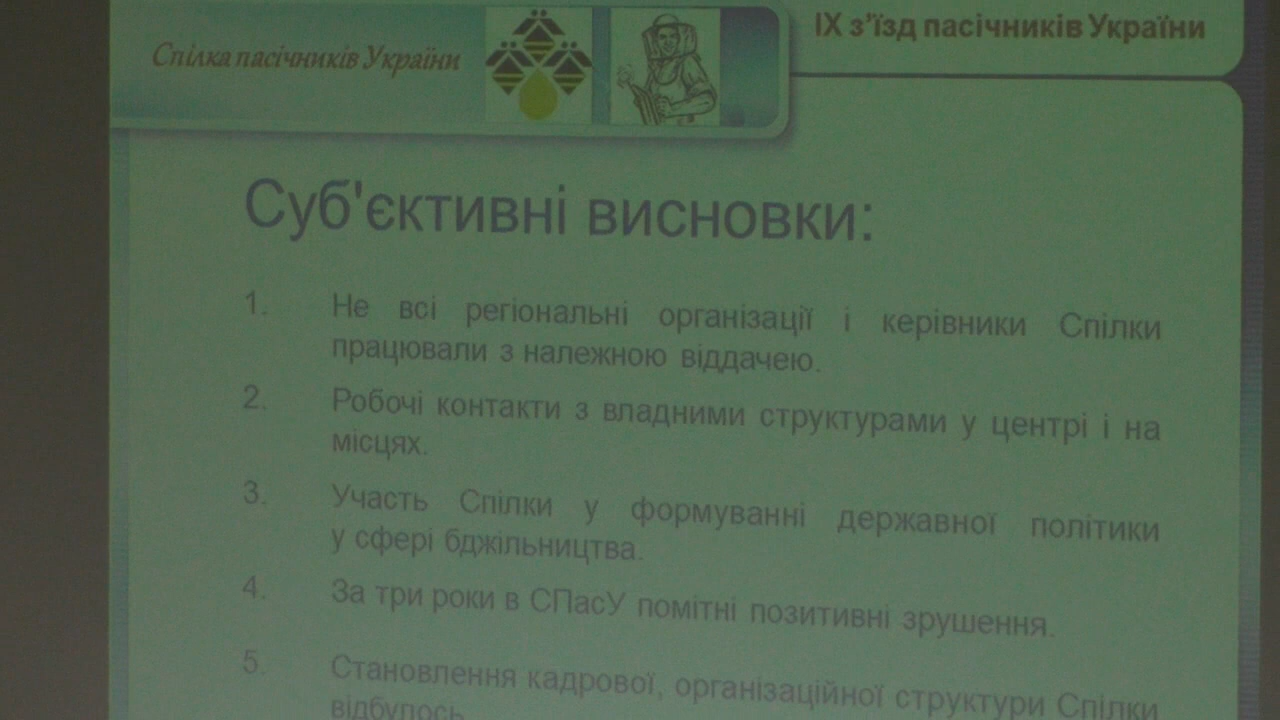 Спілка пасічників України
ІХ з’їзд пасічників України
Суб'єктивні висновки:
1. Не всі регіональні організації і керівники Спілки
працювали з належною віддачею.
2. Робочі контакти з владними структурами у центрі і на
місцях.
3. Участь Спілки у формуванні державної політики
у сфері бджільництва.
4. За три роки в СПасУ помітні позитивні зрушення.
5. Становлення кадрової, організаційної структури Спілки
відбулось